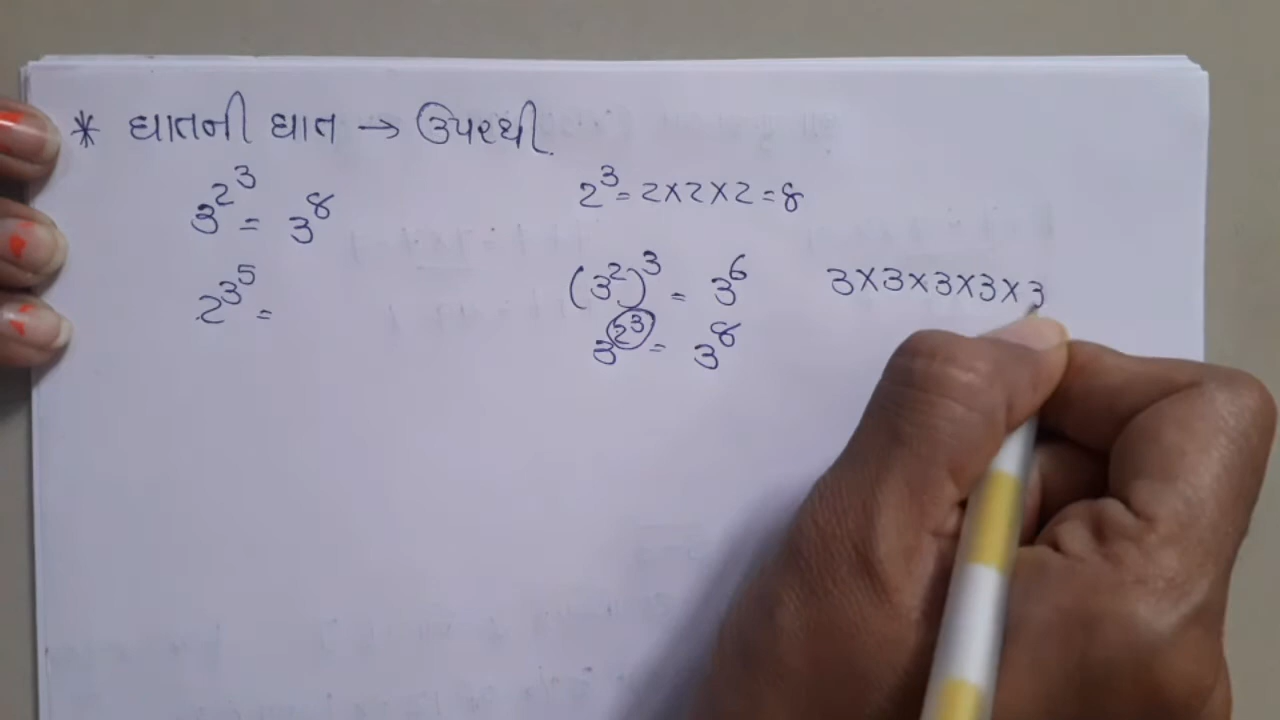 * ઘાતની ઘાત → ઉપરથી
3^2^3 = 3^8
2^3^5 =
2^3 = 2×2×2 = 8
(3^2)^3 = 3^6
3^2^3 = 3^8
3×3×3×3×3